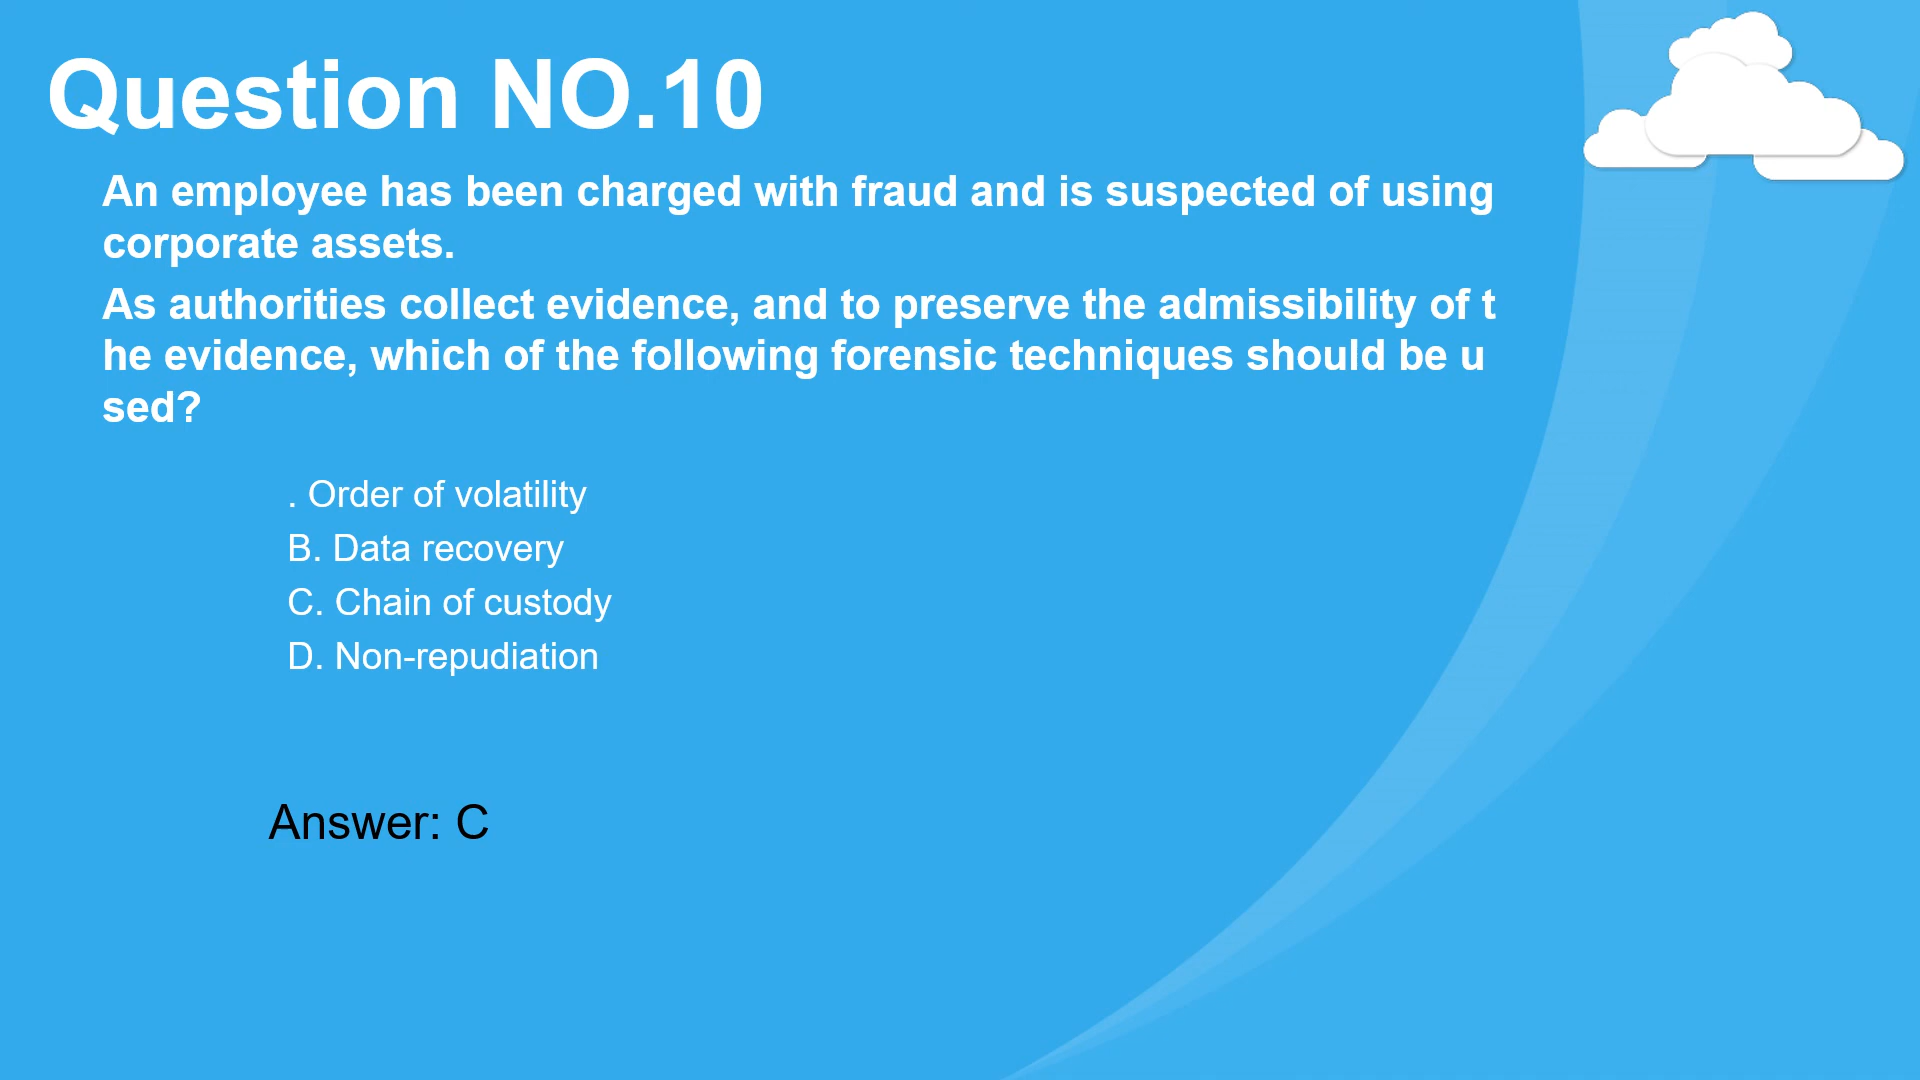 Question NO.10
An employee has been charged with fraud and is suspected of using
corporate assets.
As authorities collect evidence, and to preserve the admissibility of t
he evidence, which of the following forensic techniques should be u
sed?
. Order of volatility
B. Data recovery
C. Chain of custody
D. Non-repudiation
Answer: C